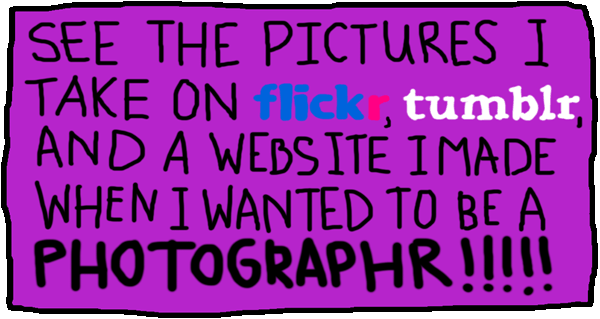 SEE THE PICTURES I
TAKE ON flickr, tumblr,
AND A WEBSITE I MADE
WHEN I WANTED TO BE A
PHOTOGRAPHR!!!!!